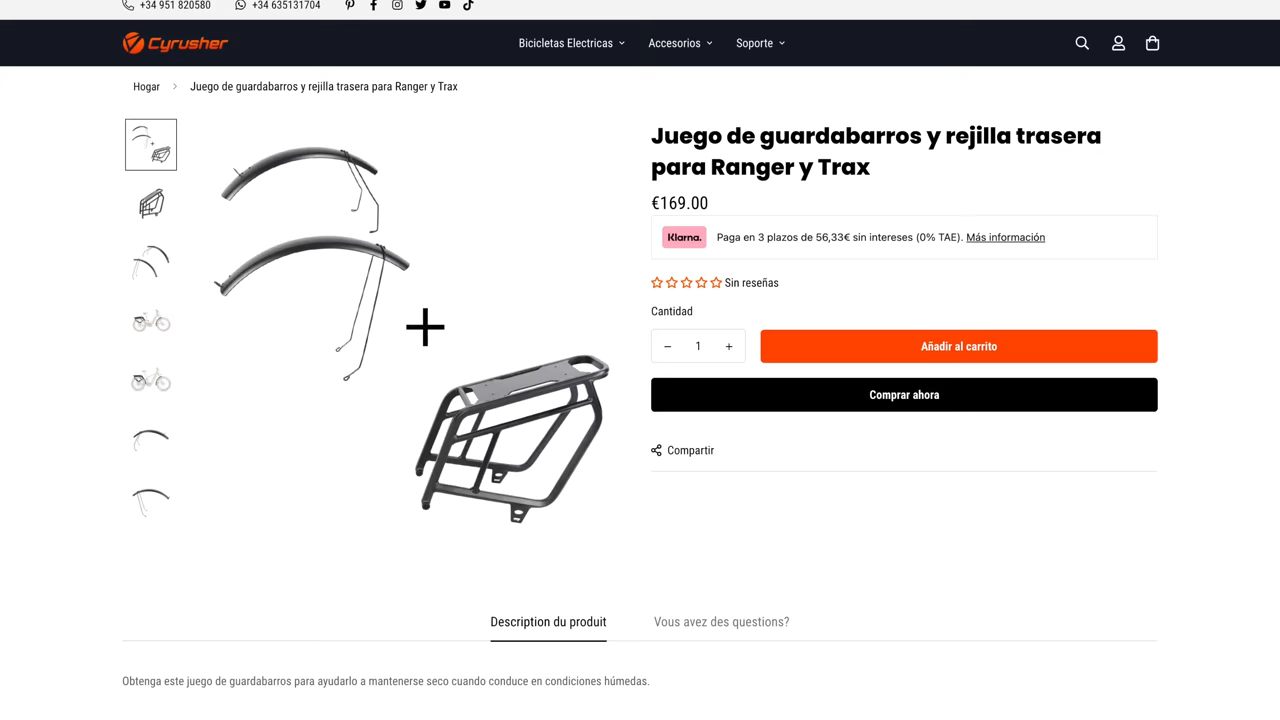 +34 951 820580 +34 635131704
Cyrusher
Bicicletas Electricas Accesorios Soporte
Hogar Juego de guardabarros y rejilla trasera para Ranger y Trax
Juego de guardabarros y rejilla trasera
para Ranger y Trax
€169.00
Klarna. Paga en 3 plazos de 56,33€ sin intereses (0% TAE). Más información
Sin reseñas
Cantidad
− 1 + Añadir al carrito
Comprar ahora
Compartir
Description du produit Vous avez des questions?
Obtenga este juego de guardabarros para ayudarlo a mantenerse seco cuando conduce en condiciones húmedas.